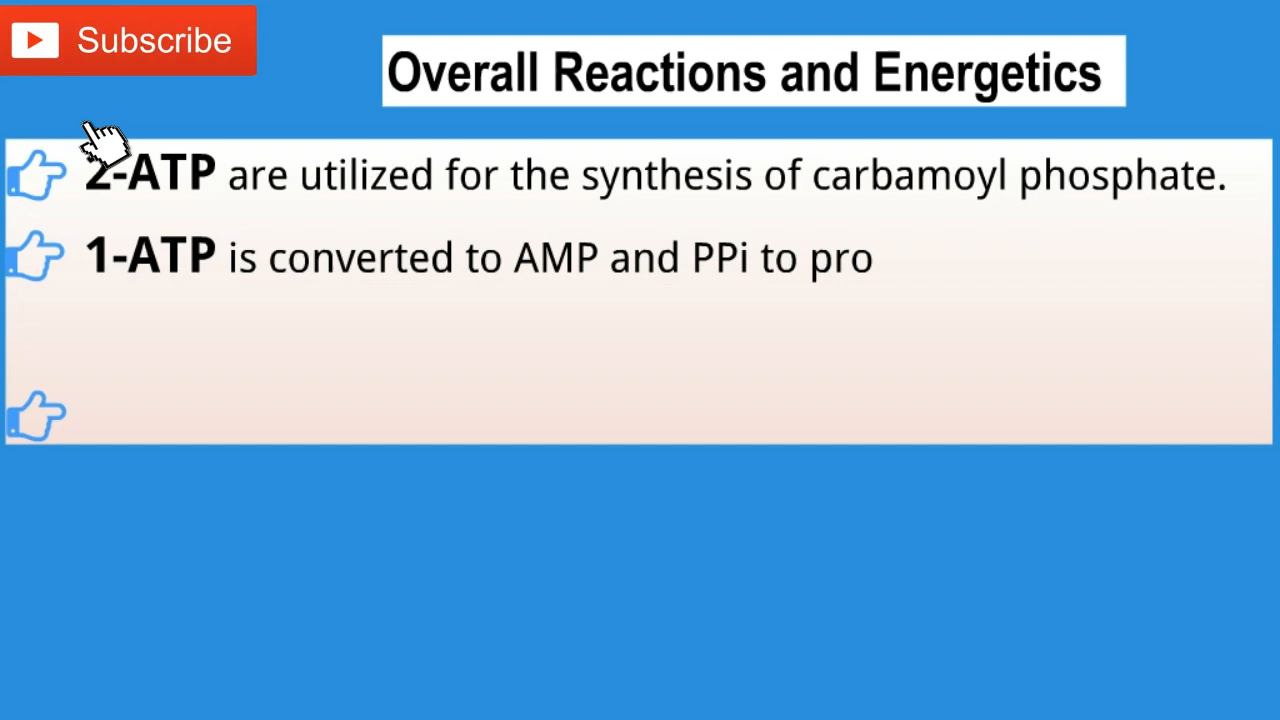 Subscribe
Overall Reactions and Energetics
2-ATP are utilized for the synthesis of carbamoyl phosphate.
1-ATP is converted to AMP and PPi to pro